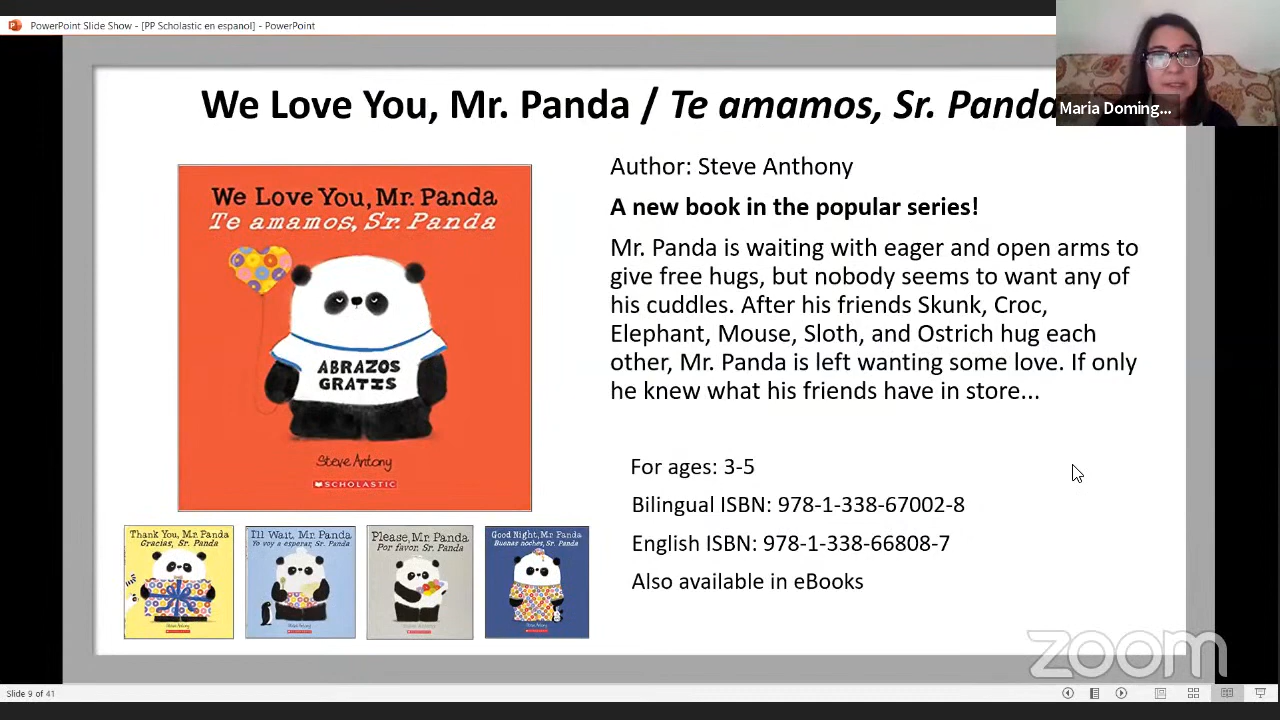 PowerPoint Slide Show - [PP Scholastic en espanol] - PowerPoint
Maria Doming...
We Love You, Mr. Panda / Te amamos, Sr. Panda
We Love You, Mr. Panda
Te amamos, Sr. Panda
ABRAZOS
GRATIS
Steve Antony
SCHOLASTIC
Author: Steve Anthony
A new book in the popular series!
Mr. Panda is waiting with eager and open arms to
give free hugs, but nobody seems to want any of
his cuddles. After his friends Skunk, Croc,
Elephant, Mouse, Sloth, and Ostrich hug each
other, Mr. Panda is left wanting some love. If only
he knew what his friends have in store...
For ages: 3-5
Bilingual ISBN: 978-1-338-67002-8
English ISBN: 978-1-338-66808-7
Also available in eBooks
Thank You, Mr. Panda
Gracias, Sr. Panda
I'll Wait, Mr. Panda
Yo voy a esperar, Sr. Panda
Please, Mr. Panda
Por favor, Sr. Panda
Good Night, Mr. Panda
Buenas noches, Sr. Panda
zoom
Slide 9 of 41